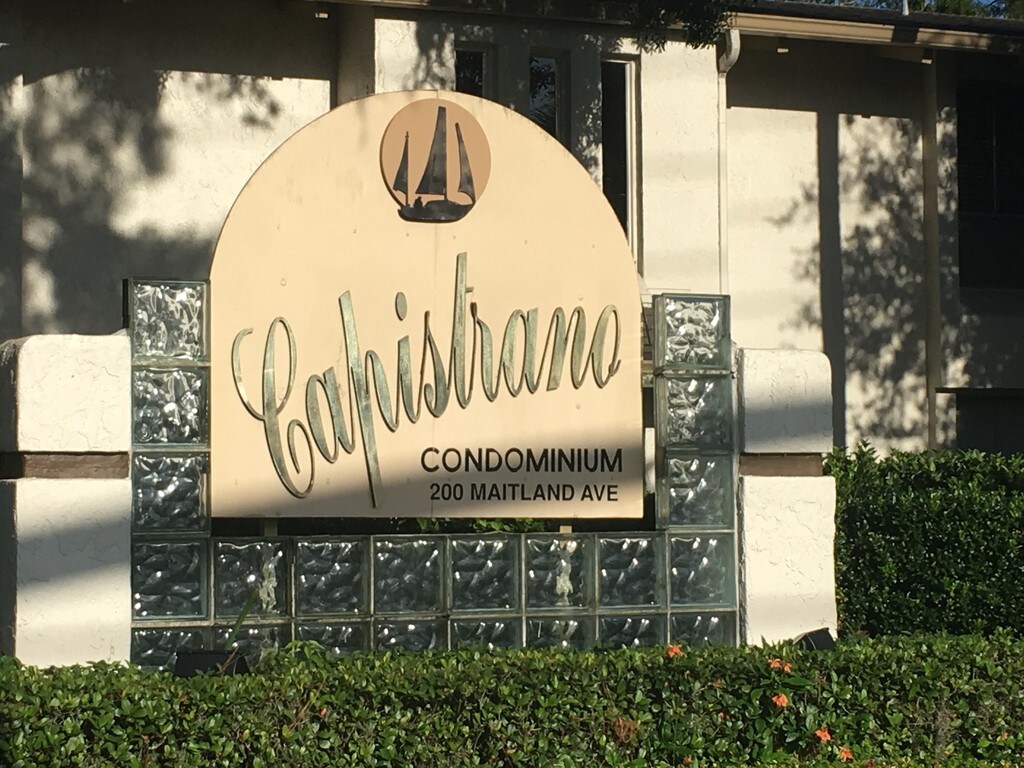 Capistrano
CONDOMINIUM
200 MAITLAND AVE